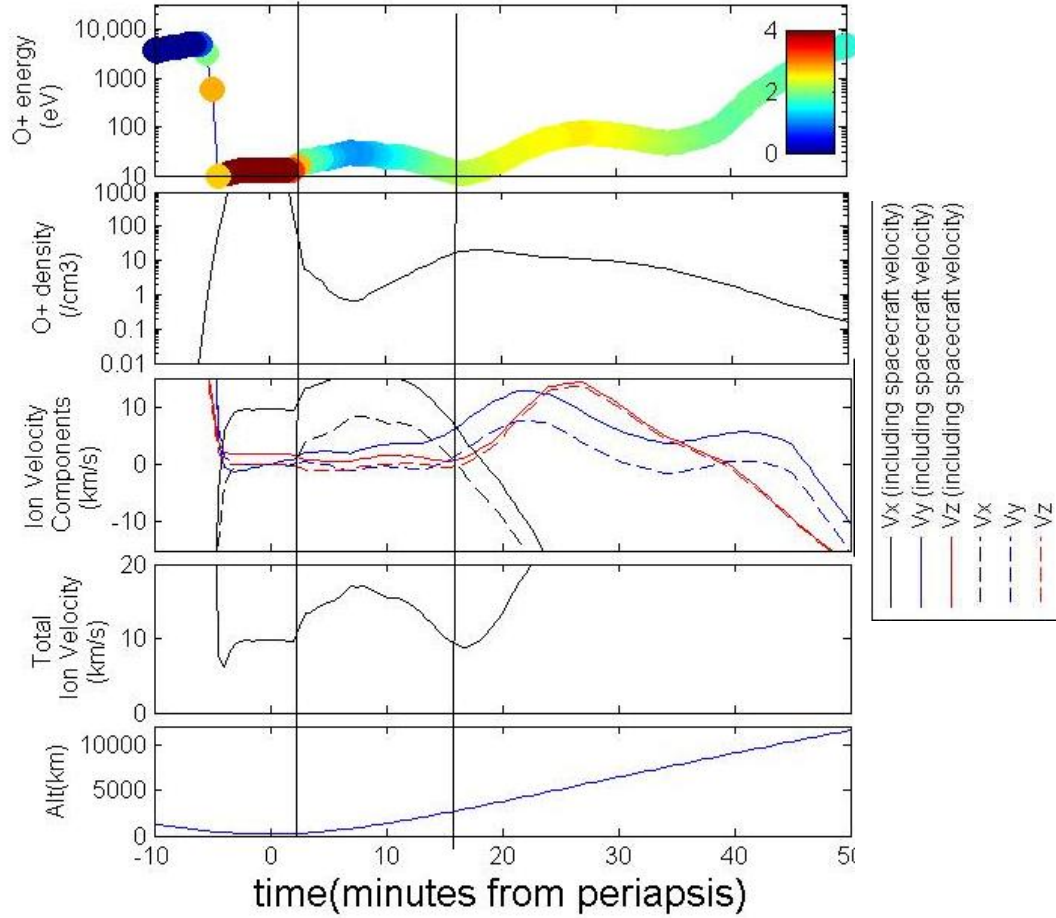 O+ energy
(eV)
10,000
1000
100
10
4
2
0
O+ density
(/cm3)
1000
100
10
1
0.1
0.01
Ion Velocity
Components
(km/s)
10
0
-10
Total
Ion Velocity
(km/s)
20
10
0
Alt(km)
10000
5000
0
-10
0
10
20
30
40
50
time(minutes from periapsis)
Vx (including spacecraft velocity)
Vy (including spacecraft velocity)
Vz (including spacecraft velocity)
Vx
Vy
Vz